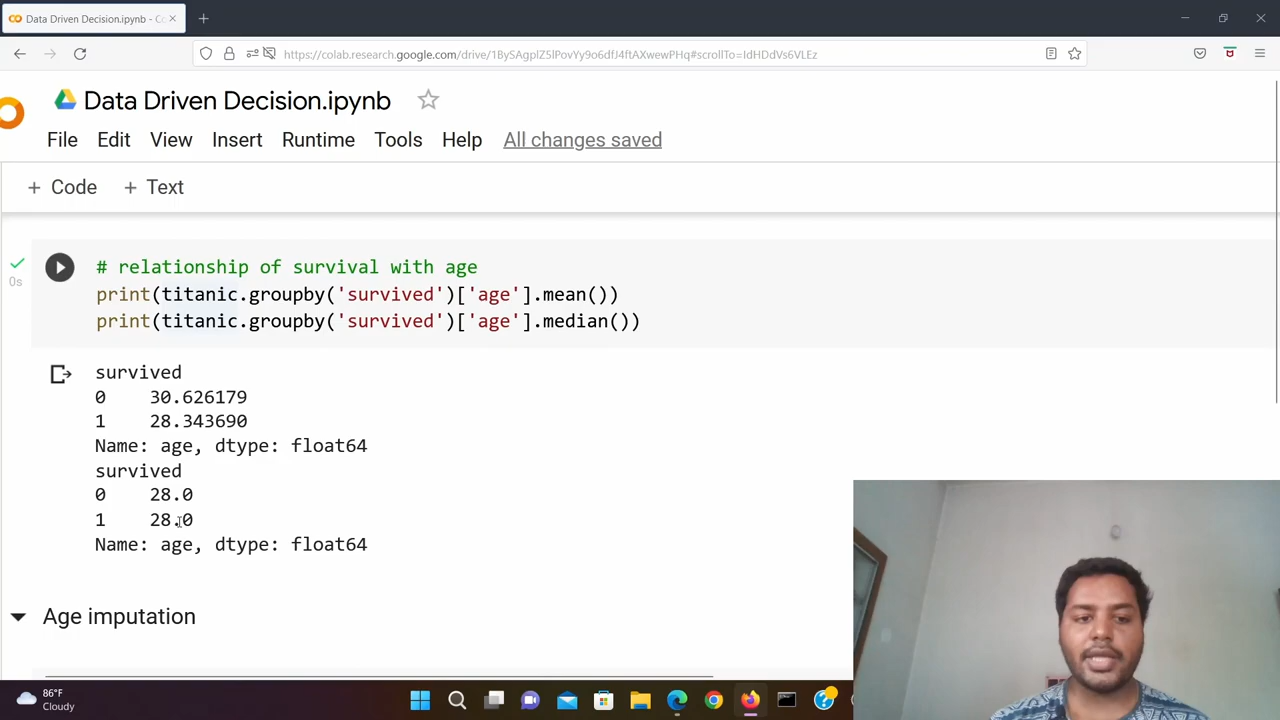 Data Driven Decision.ipynb - Co
https://colab.research.google.com/drive/1BySAgplZ5lPovYy9o6dfJ4ftAXwewPHq#scrollTo=IdHDdVs6VLEz
Data Driven Decision.ipynb
File Edit View Insert Runtime Tools Help All changes saved
+ Code + Text
# relationship of survival with age
0s
print(titanic.groupby('survived')['age'].mean())
print(titanic.groupby('survived')['age'].median())
survived
0 30.626179
1 28.343690
Name: age, dtype: float64
survived
0 28.0
1 28.0
Name: age, dtype: float64
Age imputation
86°F
Cloudy